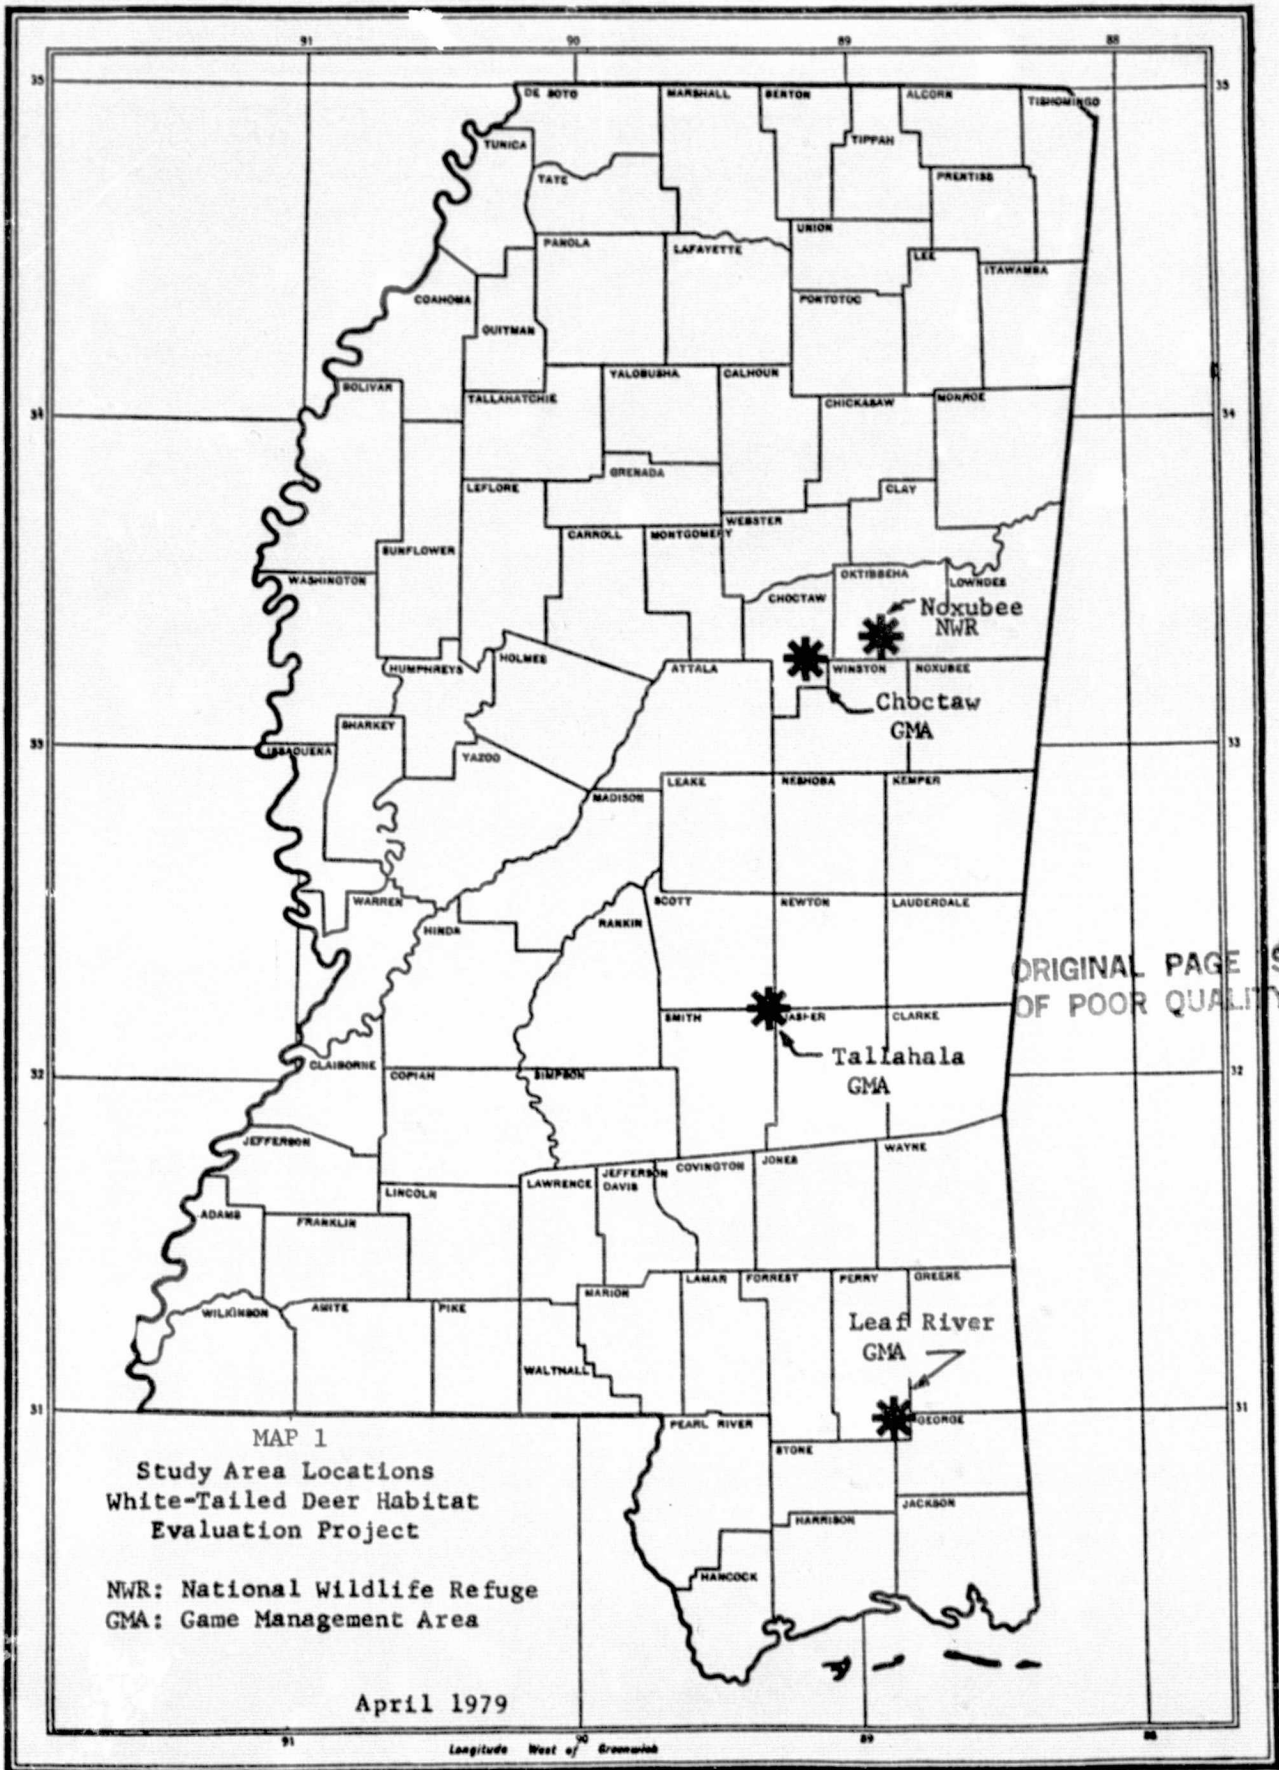 91 90 89 88
35 35
DE SOTO MARSHALL BENTON ALCORN TISHOMINGO
TUNICA TIPPAH
TATE PRENTISS
PANOLA LAFAYETTE UNION LEE ITAWAMBA
COAHOMA PONTOTOC
QUITMAN
BOLIVAR TALLAHATCHIE YALOBUSHA CALHOUN CHICKASAW MONROE
34 34
GRENADA
LEFLORE CLAY
SUNFLOWER CARROLL MONTGOMERY WEBSTER
WASHINGTON CHOCTAW OKTIBBEHA LOWNDES
Noxubee
NWR
HUMPHREYS HOLMES ATTALA WINSTON NOXUBEE
Choctaw
GMA
SHARKEY
33 33
ISSAQUENA YAZOO
MADISON LEAKE NESHOBA KEMPER
WARREN HINDA RANKIN SCOTT NEWTON LAUDERDALE
ORIGINAL PAGE
OF POOR QUALITY
SMITH JASPER CLARKE
Tallahala
GMA
32 32
CLAIBORNE COPIAH SIMPSON
JEFFERSON LAWRENCE JEFFERSON
DAVIS
COVINGTON JONES WAYNE
ADAMS FRANKLIN LINCOLN
WILKINSON AMITE PIKE WALTHALL MARION LAMAR FORREST PERRY GREENE
Leaf River
GMA
31 31
PEARL RIVER GEORGE
STONE
HARRISON JACKSON
HANCOCK
MAP 1
Study Area Locations
White-Tailed Deer Habitat
Evaluation Project
NWR: National Wildlife Refuge
GMA: Game Management Area
April 1979
91 90 89 88
Longitude West of Greenwich